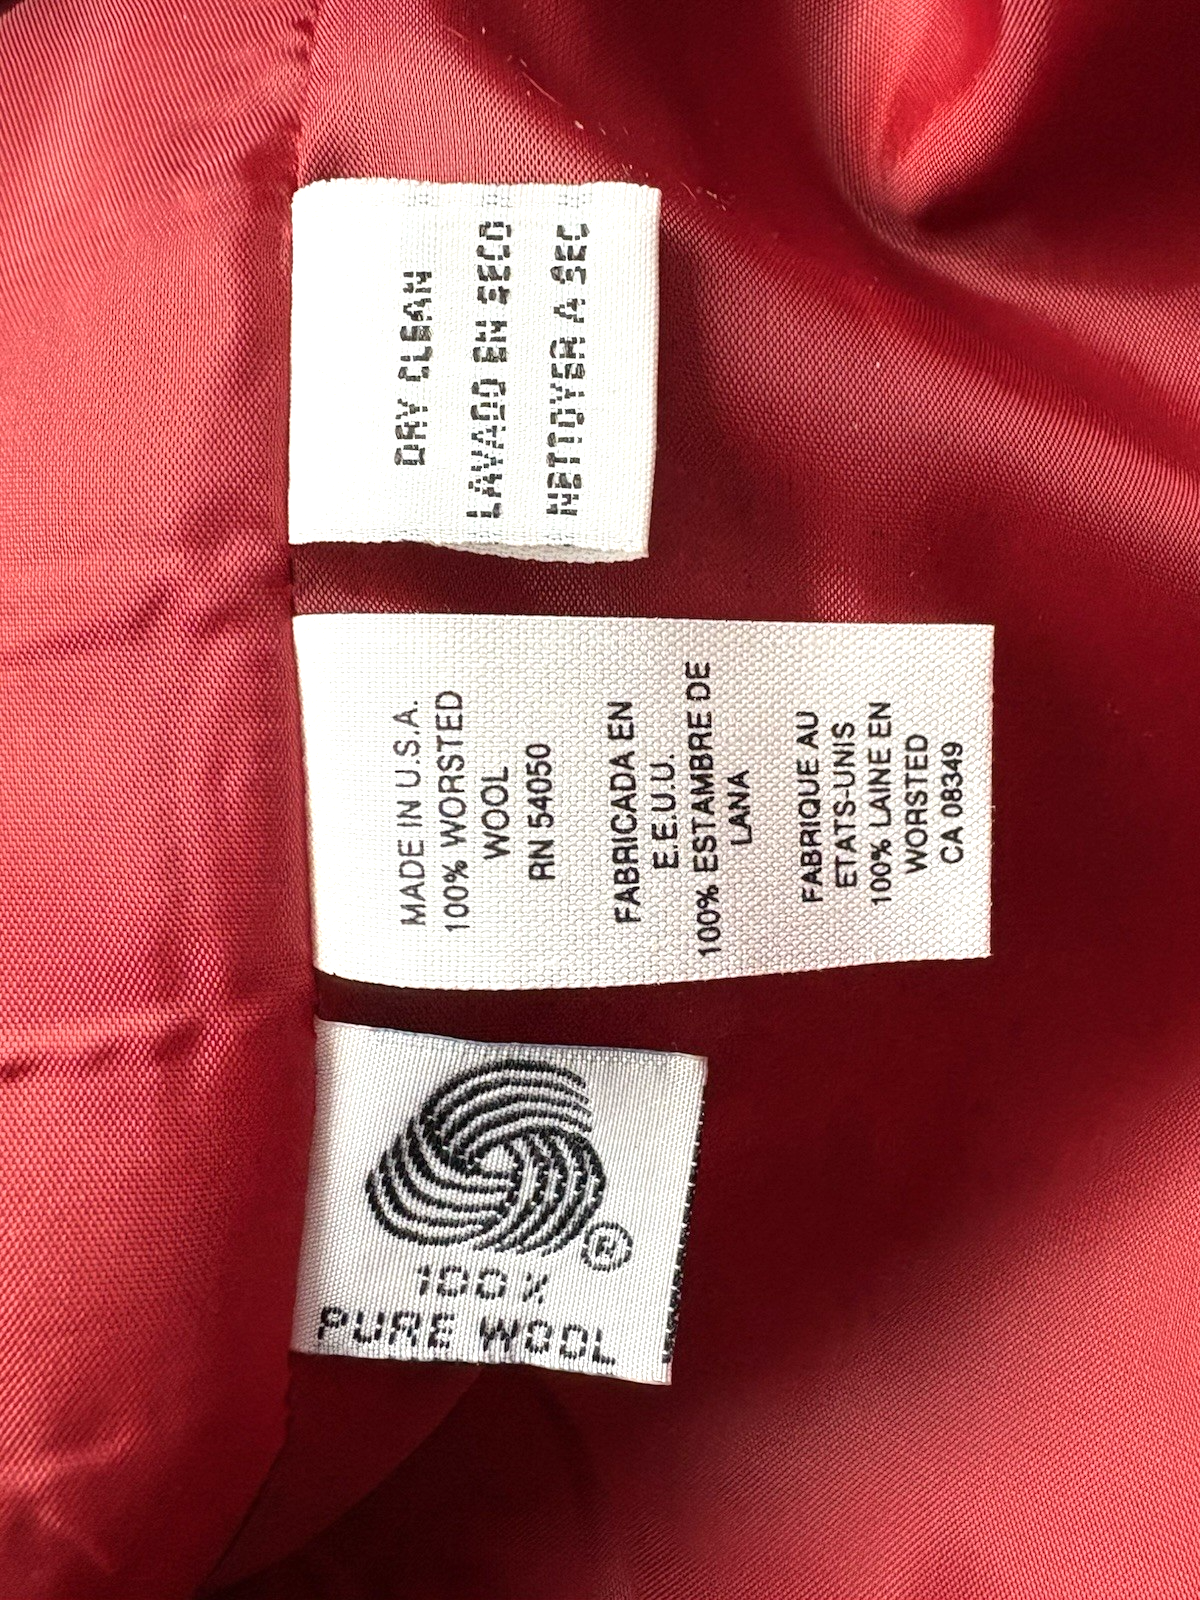 DRY CLEAN
LAVADO EN SECO
NETTOYER A SEC
MADE IN U.S.A.
100% WORSTED
WOOL
RN 54050
FABRICADA EN
E.E.U.U.
100% ESTAMBRE DE
LANA
FABRIQUE AU
ETATS-UNIS
100% LAINE EN
WORSTED
CA 08349
®
100%
PURE WOOL